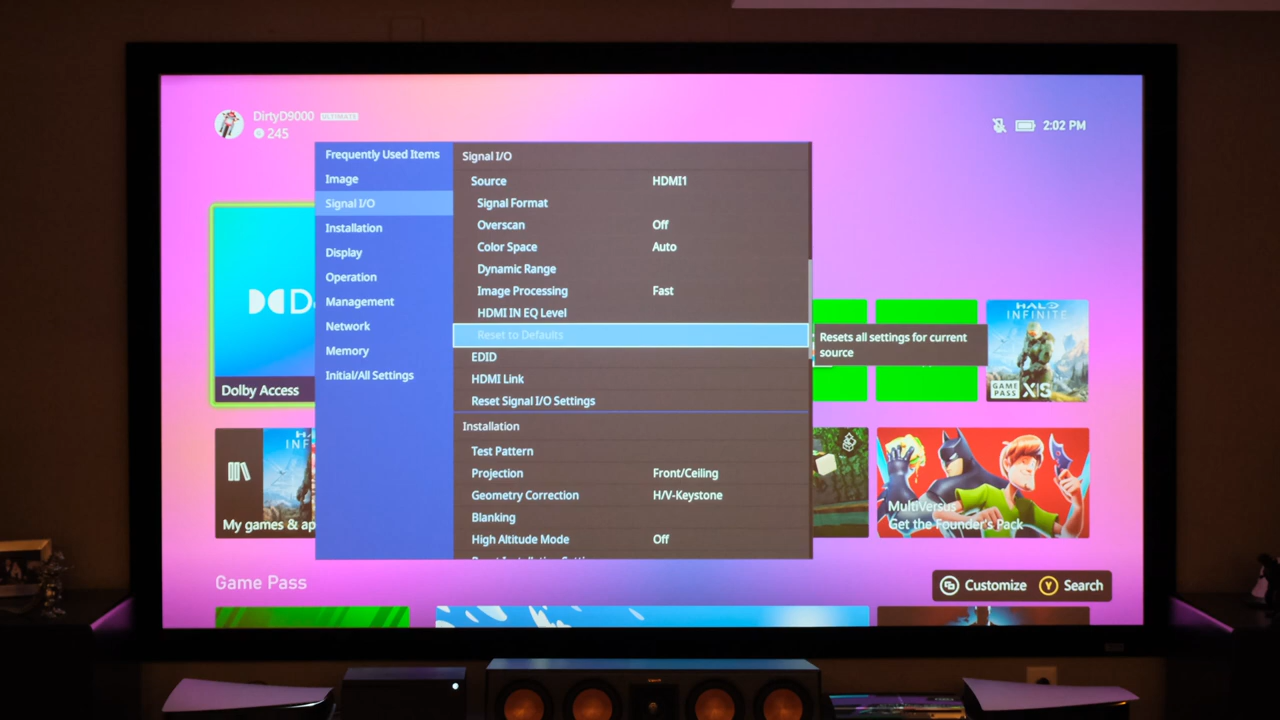 DirtyD9000 ULTIMATE
245
2:02 PM
Frequently Used Items
Image
Signal I/O
Installation
Display
Operation
Management
Network
Memory
Initial/All Settings
Signal I/O
Source HDMI1
Signal Format
Overscan Off
Color Space Auto
Dynamic Range
Image Processing Fast
HDMI IN EQ Level
Reset to Defaults
EDID
HDMI Link
Reset Signal I/O Settings
Installation
Test Pattern
Projection Front/Ceiling
Geometry Correction H/V-Keystone
Blanking
High Altitude Mode Off
Resets all settings for current
source
Dolby Access
HALO
INFINITE
GAME
PASS
X|S
My games & ap
MultiVersus
Get the Founder's Pack
Game Pass
Customize
Y Search